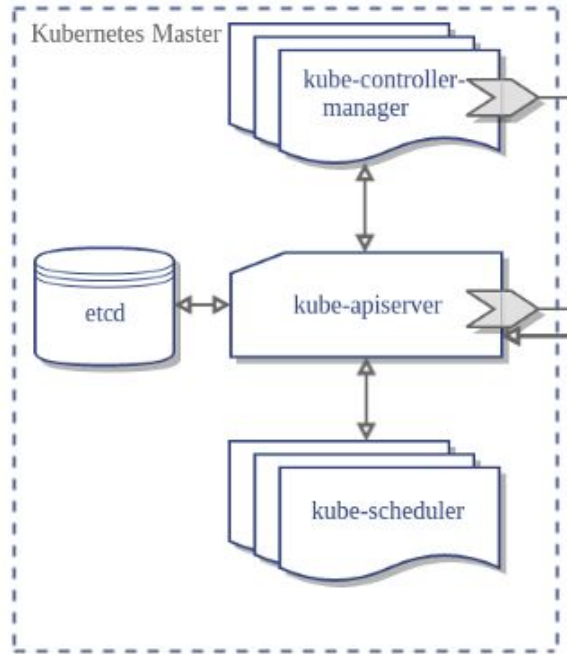 Kubernetes Master
kube-controller-
manager
etcd
kube-apiserver
kube-scheduler